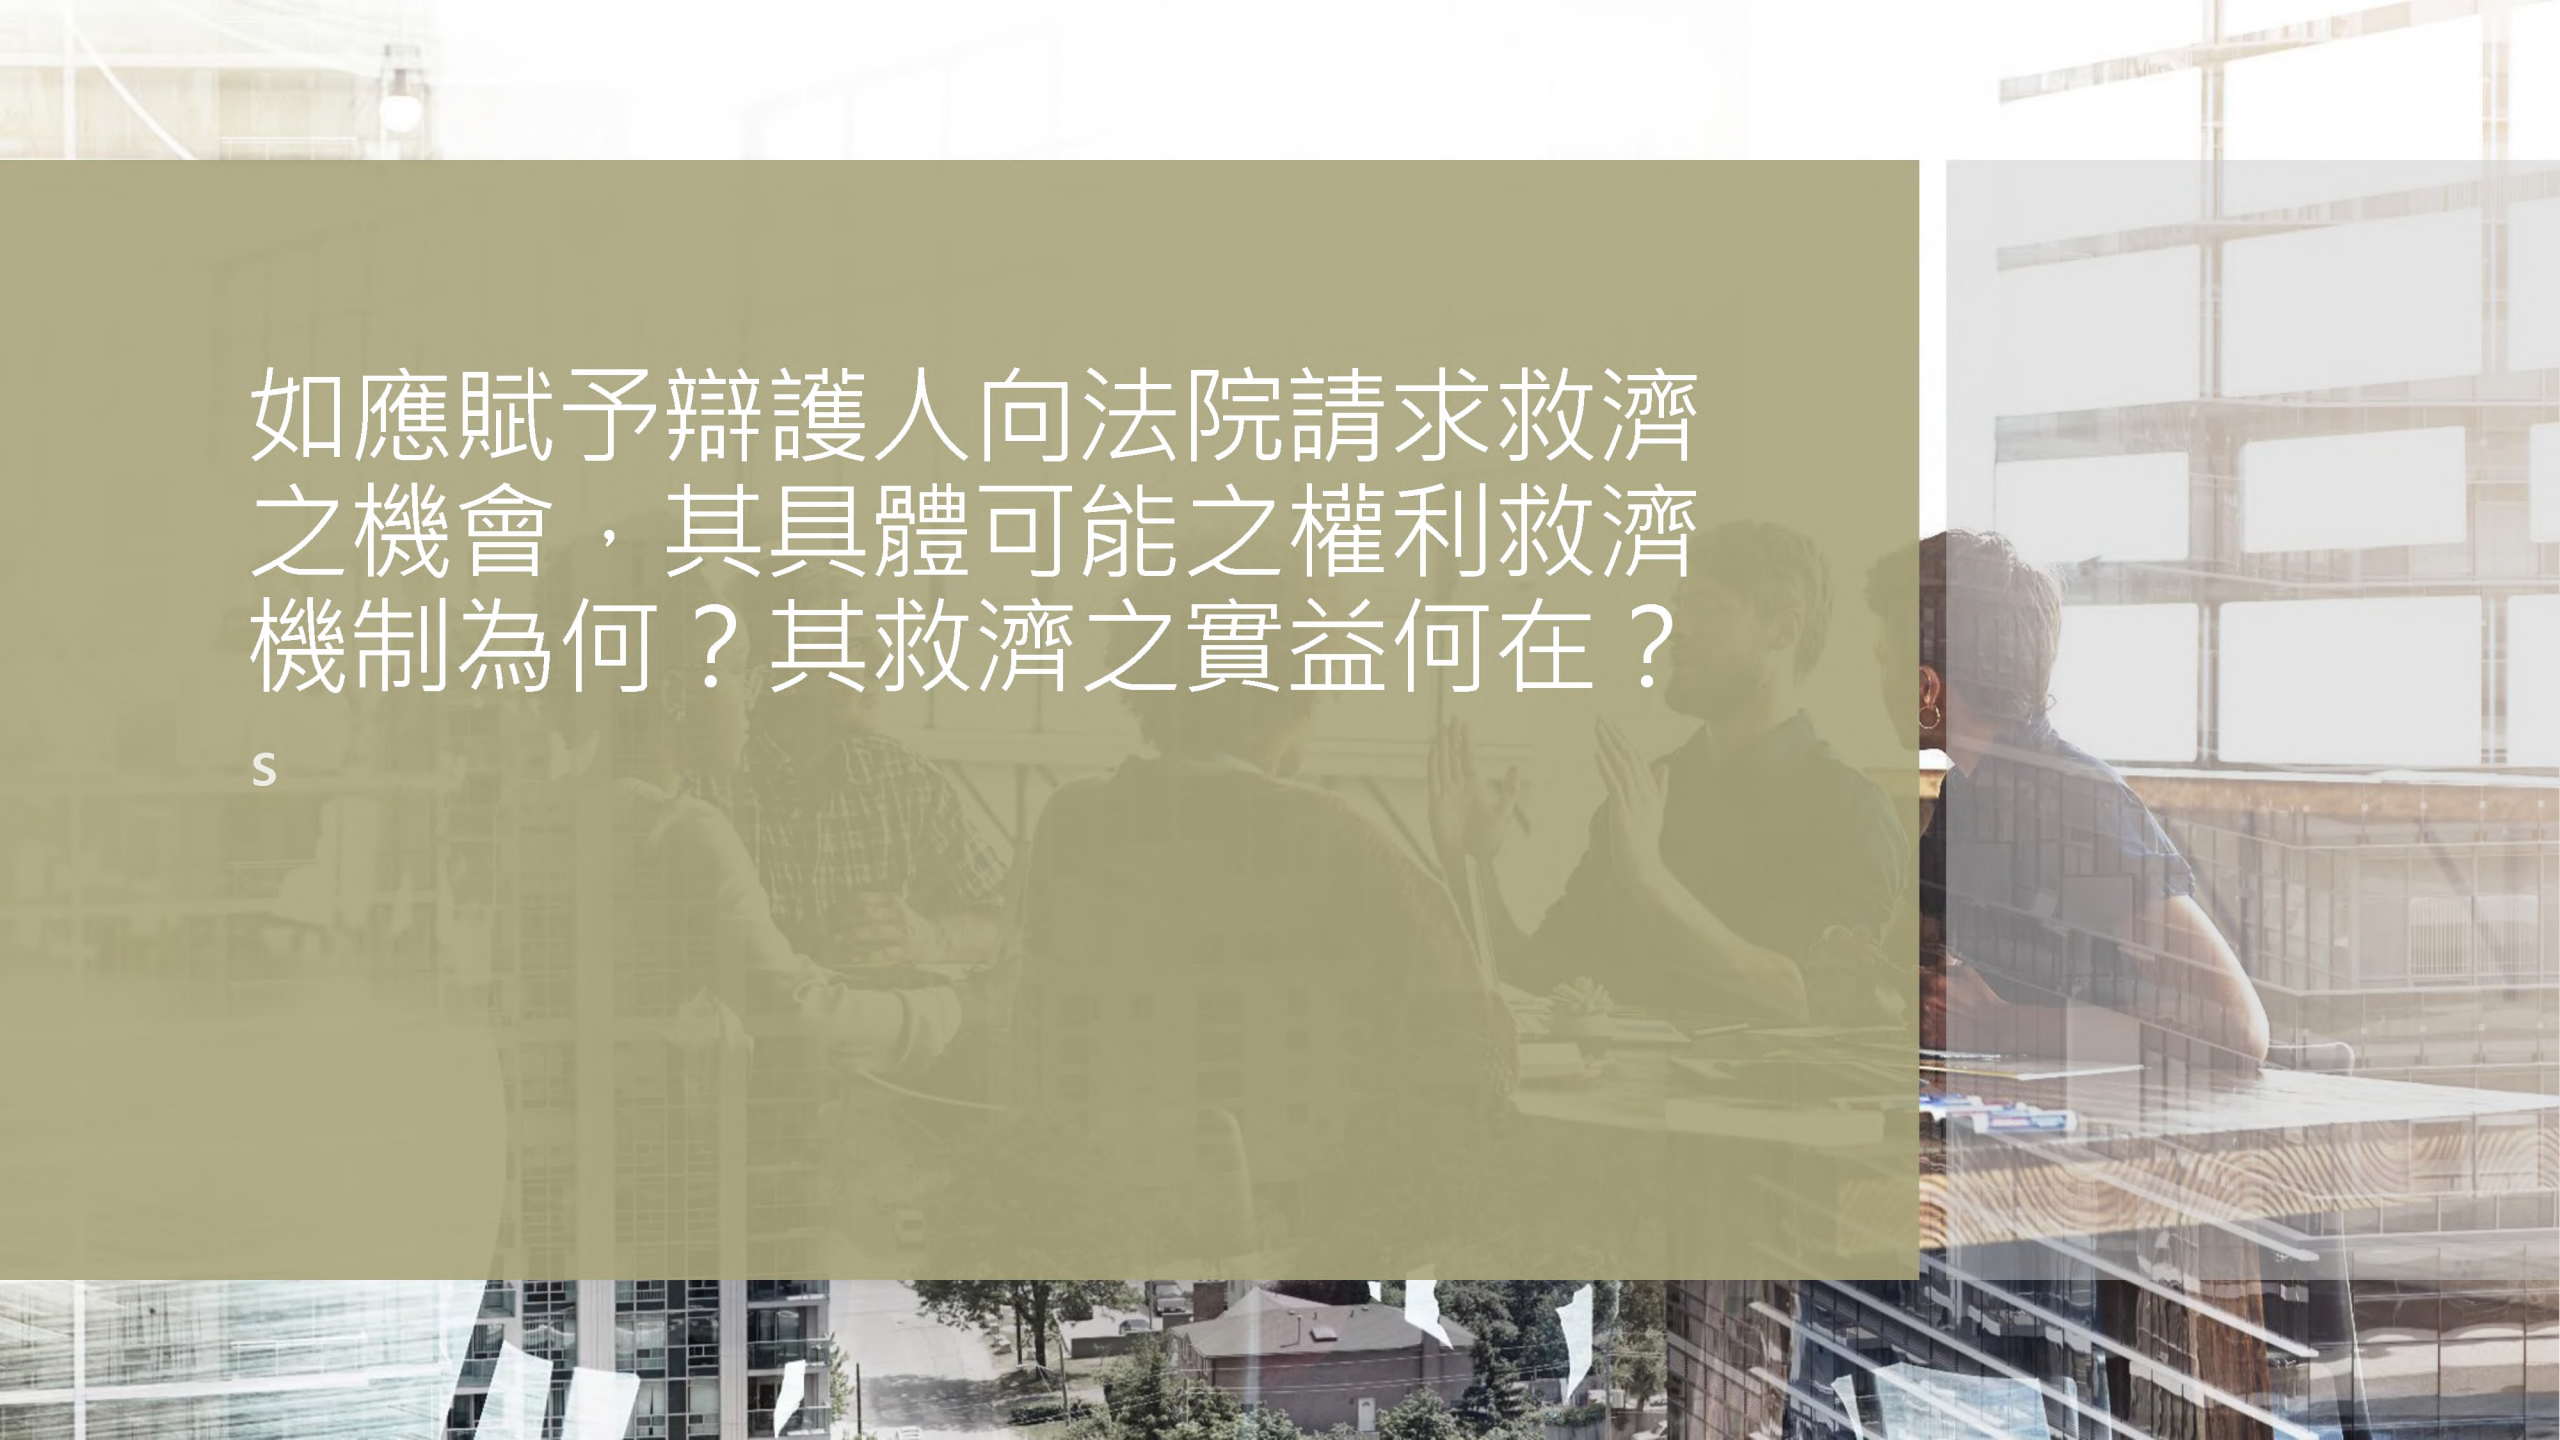 如應賦予辯護人向法院請求救濟
之機會，其具體可能之權利救濟
機制為何？其救濟之實益何在？
S